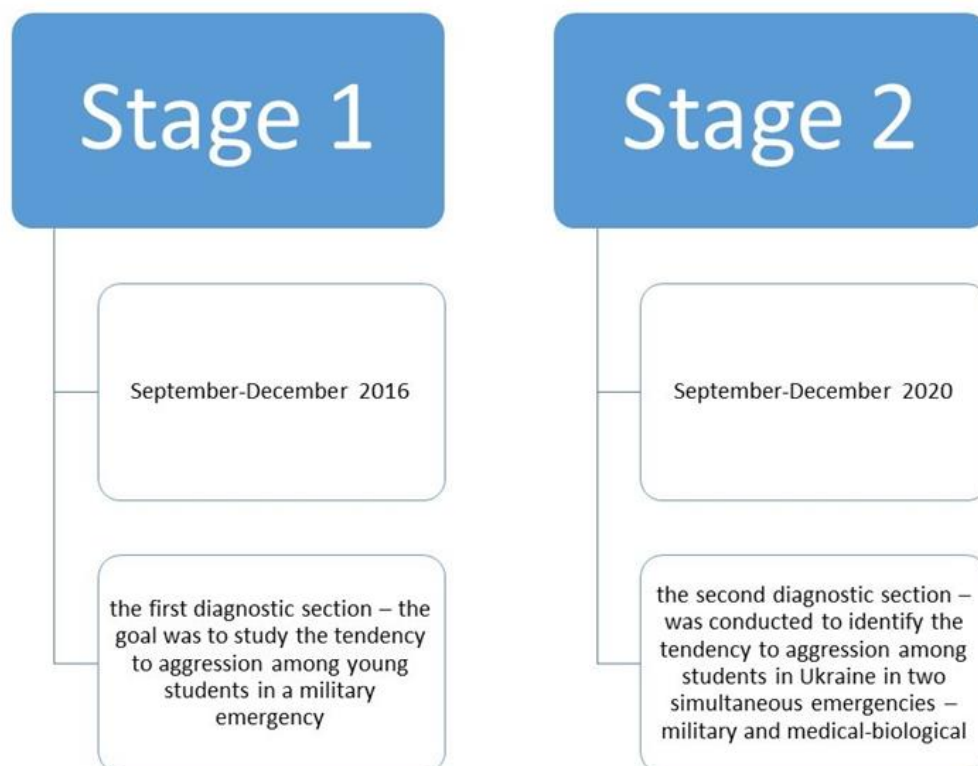 Stage 1
September-December 2016
the first diagnostic section – the
goal was to study the tendency
to aggression among young
students in a military
emergency
Stage 2
September-December 2020
the second diagnostic section –
was conducted to identify the
tendency to aggression among
students in Ukraine in two
simultaneous emergencies –
military and medical-biological